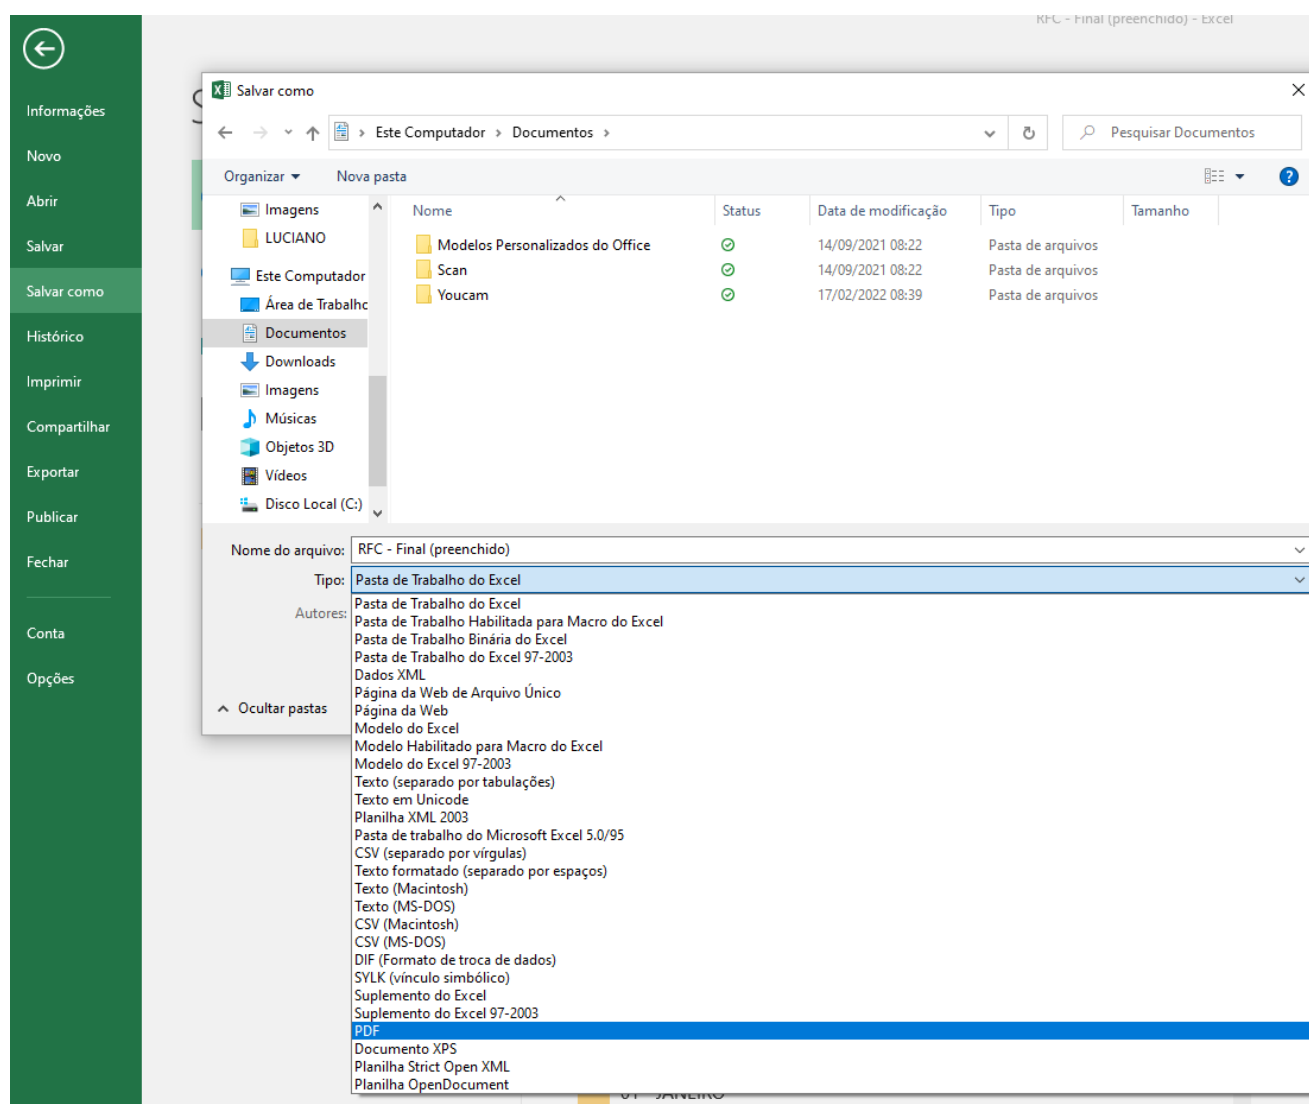 RFC - Final (preenchido) - Excel
Informações
Novo
Abrir
Salvar
Salvar como
Histórico
Imprimir
Compartilhar
Exportar
Publicar
Fechar
Conta
Opções
Salvar como
Este Computador > Documentos >
Pesquisar Documentos
Organizar
Nova pasta
Imagens
LUCIANO
Este Computador
Área de Trabalho
Documentos
Downloads
Imagens
Músicas
Objetos 3D
Vídeos
Disco Local (C:)
Nome Status Data de modificação Tipo Tamanho
Modelos Personalizados do Office 14/09/2021 08:22 Pasta de arquivos
Scan 14/09/2021 08:22 Pasta de arquivos
Youcam 17/02/2022 08:39 Pasta de arquivos
Nome do arquivo: RFC - Final (preenchido)
Tipo: Pasta de Trabalho do Excel
Autores:
Ocultar pastas
Pasta de Trabalho do Excel
Pasta de Trabalho Habilitada para Macro do Excel
Pasta de Trabalho Binária do Excel
Pasta de Trabalho do Excel 97-2003
Dados XML
Página da Web de Arquivo Único
Página da Web
Modelo do Excel
Modelo Habilitado para Macro do Excel
Modelo do Excel 97-2003
Texto (separado por tabulações)
Texto em Unicode
Planilha XML 2003
Pasta de trabalho do Microsoft Excel 5.0/95
CSV (separado por vírgulas)
Texto formatado (separado por espaços)
Texto (Macintosh)
Texto (MS-DOS)
CSV (Macintosh)
CSV (MS-DOS)
DIF (Formato de troca de dados)
SYLK (vínculo simbólico)
Suplemento do Excel
Suplemento do Excel 97-2003
PDF
Documento XPS
Planilha Strict Open XML
Planilha OpenDocument
01 - JANEIRO